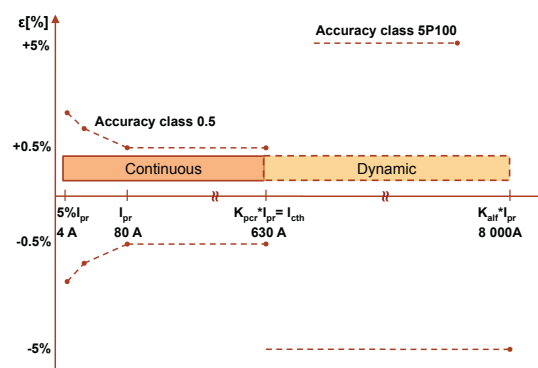 ε[%]
+5%
Accuracy class 5P100
Accuracy class 0.5
+0.5%
Continuous
Dynamic
5%Ipr
Ipr
Kpcr*Ipr= Icth
Kalf*Ipr
4 A
80 A
630 A
8 000A
-0.5%
-5%